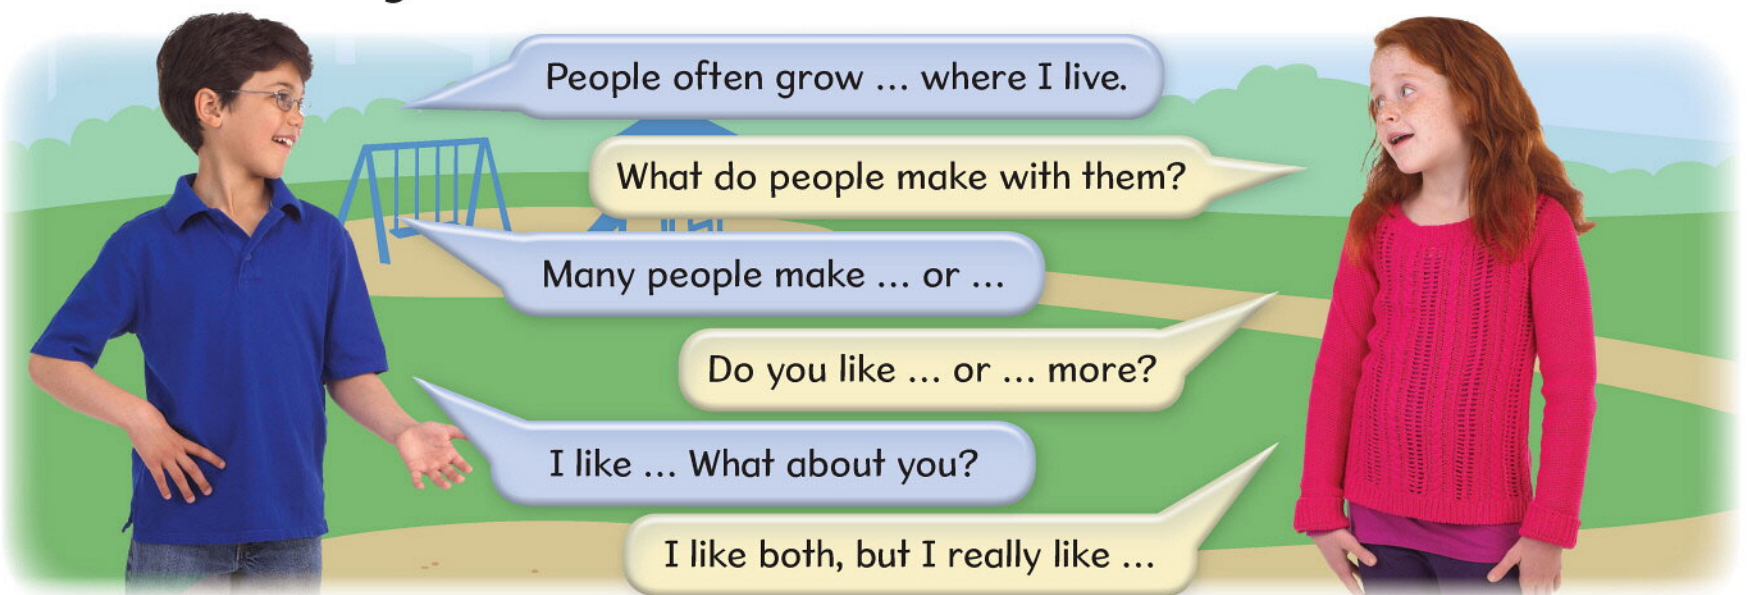 People often grow ... where I live.
What do people make with them?
Many people make ... or ...
Do you like ... or ... more?
I like ... What about you?
I like both, but I really like ...